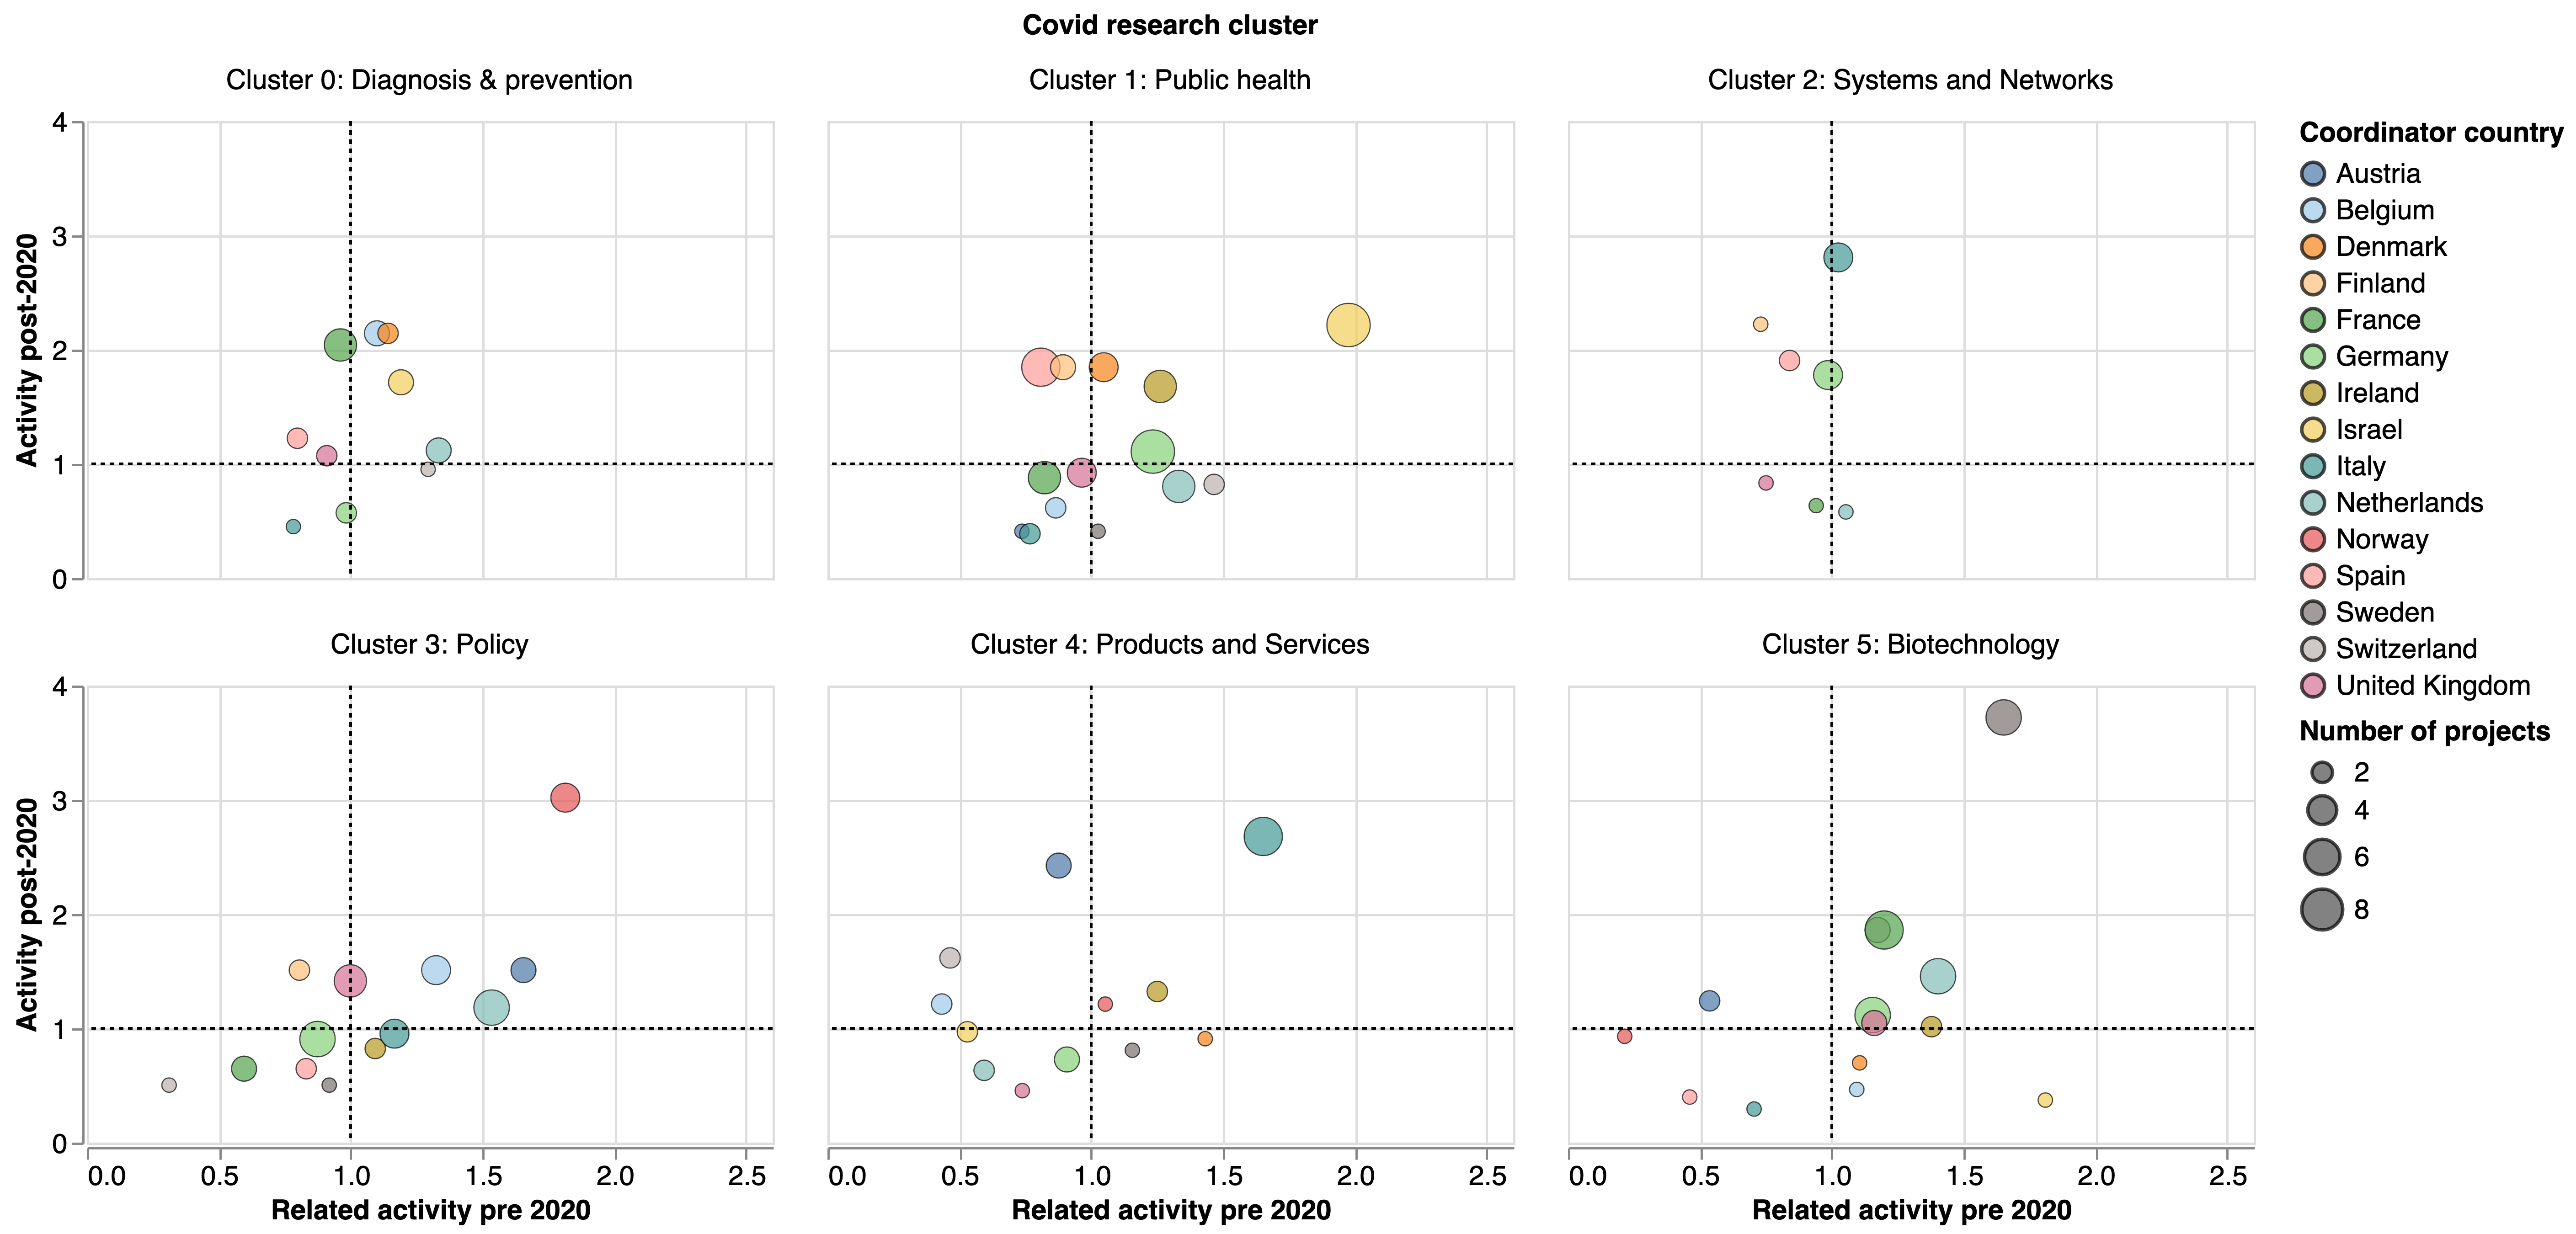 Covid research cluster
Cluster 0: Diagnosis & prevention
Cluster 1: Public health
Cluster 2: Systems and Networks
4
3
2
1
0
Activity post-2020
Cluster 3: Policy
Cluster 4: Products and Services
Cluster 5: Biotechnology
4
3
2
1
0
Activity post-2020
0.0 0.5 1.0 1.5 2.0 2.5
Related activity pre 2020
0.0 0.5 1.0 1.5 2.0 2.5
Related activity pre 2020
0.0 0.5 1.0 1.5 2.0 2.5
Related activity pre 2020
Coordinator country
Austria
Belgium
Denmark
Finland
France
Germany
Ireland
Israel
Italy
Netherlands
Norway
Spain
Sweden
Switzerland
United Kingdom
Number of projects
2
4
6
8